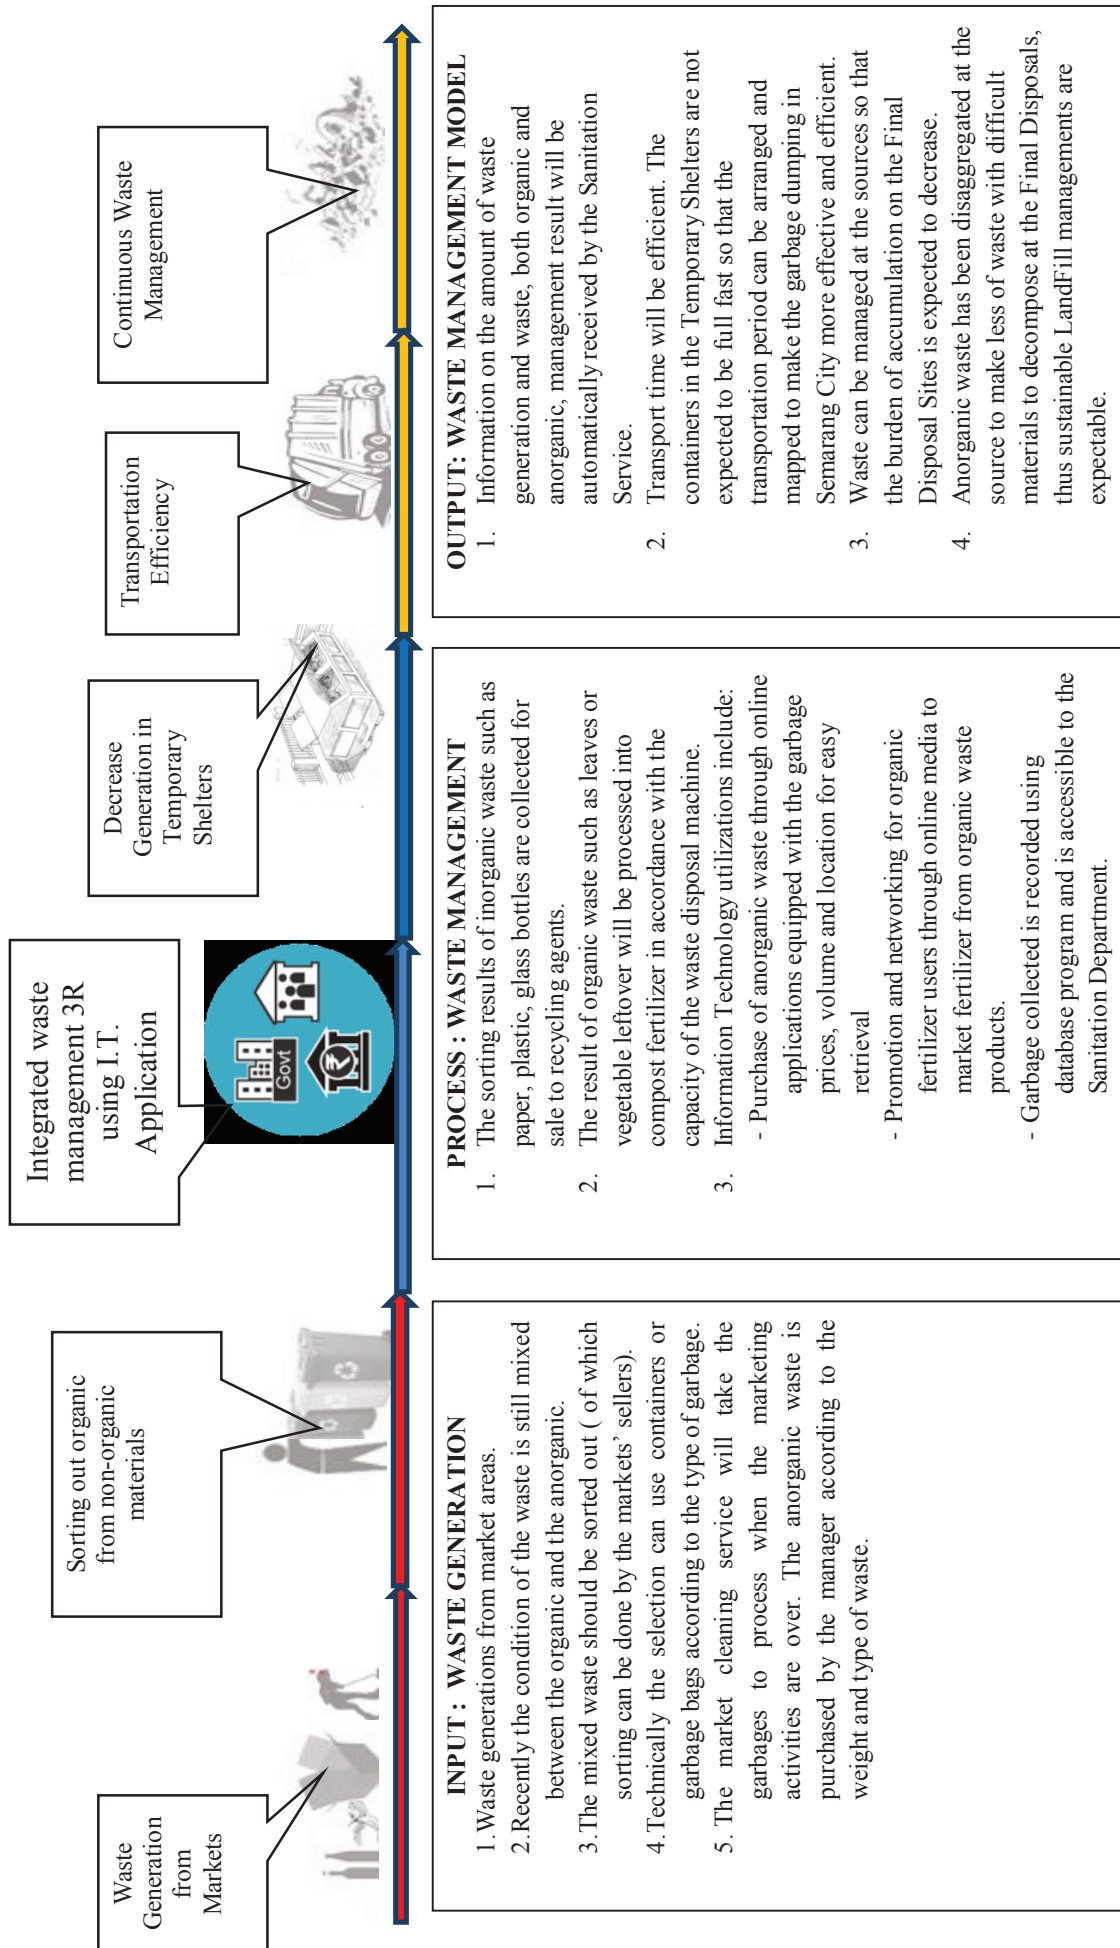 Waste
Generation
from
Markets
Sorting out organic
from non-organic
materials
Integrated waste
management 3R
using I.T.
Application
Govt
Decrease
Generation in
Temporary
Shelters
Transportation
Efficiency
Continuous Waste
Management
INPUT : WASTE GENERATION
1. Waste generations from market areas.
2. Recently the condition of the waste is still mixed
between the organic and the anorganic.
3. The mixed waste should be sorted out ( of which
sorting can be done by the markets' sellers).
4. Technically the selection can use containers or
garbage bags according to the type of garbage.
5. The market cleaning service will take the
garbages to process when the marketing
activities are over. The anorganic waste is
purchased by the manager according to the
weight and type of waste.
PROCESS : WASTE MANAGEMENT
1. The sorting results of inorganic waste such as
paper, plastic, glass bottles are collected for
sale to recycling agents.
2. The result of organic waste such as leaves or
vegetable leftover will be processed into
compost fertilizer in accordance with the
capacity of the waste disposal machine.
3. Information Technology utilizations include:
- Purchase of anorganic waste through online
applications equipped with the garbage
prices, volume and location for easy
retrieval
- Promotion and networking for organic
fertilizer users through online media to
market fertilizer from organic waste
products.
- Garbage collected is recorded using
database program and is accessible to the
Sanitation Department.
OUTPUT: WASTE MANAGEMENT MODEL
1. Information on the amount of waste
generation and waste, both organic and
anorganic, management result will be
automatically received by the Sanitation
Service.
2. Transport time will be efficient. The
containers in the Temporary Shelters are not
expected to be full fast so that the
transportation period can be arranged and
mapped to make the garbage dumping in
Semarang City more effective and efficient.
3. Waste can be managed at the sources so that
the burden of accumulation on the Final
Disposal Sites is expected to decrease.
4. Anorganic waste has been disaggregated at the
source to make less of waste with difficult
materials to decompose at the Final Disposals,
thus sustainable LandFill managements are
expectable.